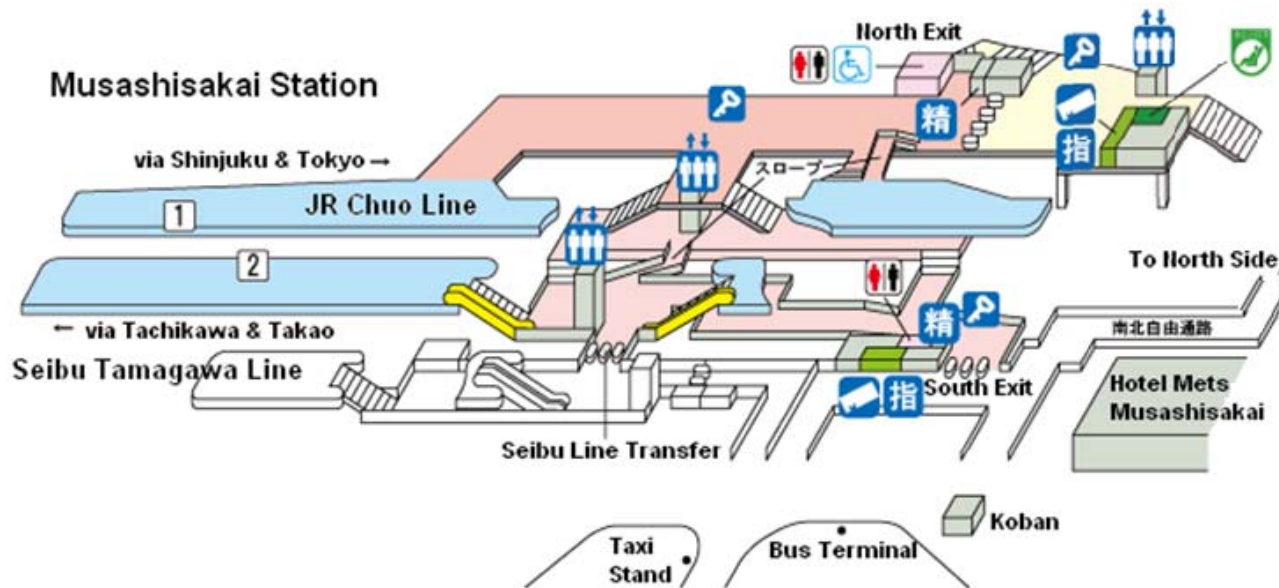 North Exit
Musashisakai Station
精
指
via Shinjuku & Tokyo →
スロープ
1
JR Chuo Line
2
To North Side
← via Tachikawa & Takao
精
南北自由通路
Seibu Tamagawa Line
指
South Exit
Hotel Mets
Musashisakai
Seibu Line Transfer
Koban
Taxi
Stand
Bus Terminal